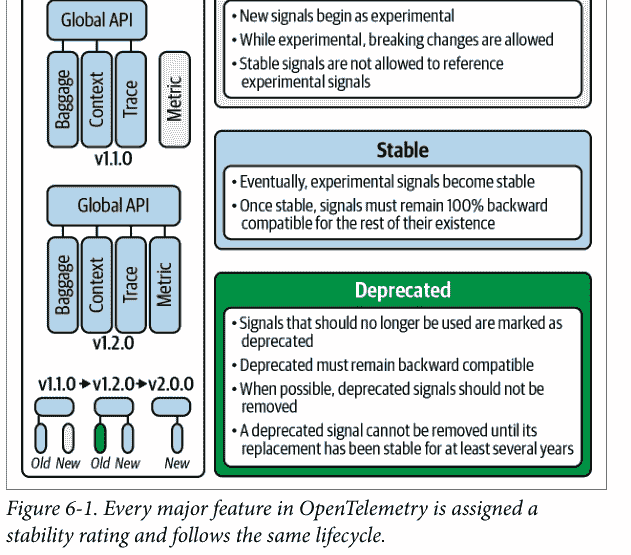 Global API
Baggage
Context
Trace
Metric
v1.1.0
Global API
Baggage
Context
Trace
Metric
v1.2.0
v1.1.0 v1.2.0 v2.0.0
Old New Old New New
• New signals begin as experimental
• While experimental, breaking changes are allowed
• Stable signals are not allowed to reference
experimental signals
Stable
• Eventually, experimental signals become stable
• Once stable, signals must remain 100% backward
compatible for the rest of their existence
Deprecated
• Signals that should no longer be used are marked as
deprecated
• Deprecated must remain backward compatible
• When possible, deprecated signals should not be
removed
• A deprecated signal cannot be removed until its
replacement has been stable for at least several years
Figure 6-1. Every major feature in OpenTelemetry is assigned a
stability rating and follows the same lifecycle.